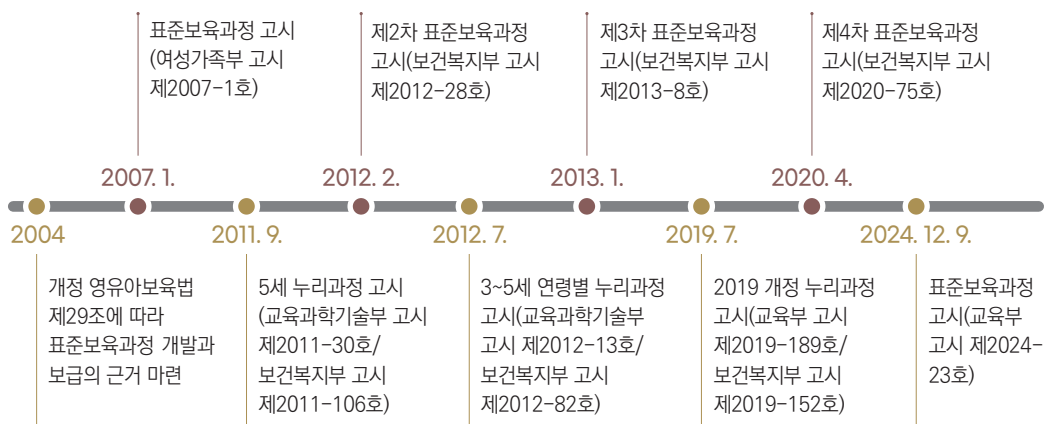 표준보육과정 고시
(여성가족부 고시
제2007-1호)
제2차 표준보육과정
고시(보건복지부 고시
제2012-28호)
제3차 표준보육과정
고시(보건복지부 고시
제2013-8호)
제4차 표준보육과정
고시(보건복지부 고시
제2020-75호)
2007. 1.
2012. 2.
2013. 1.
2020. 4.
2004
2011. 9.
2012. 7.
2019. 7.
2024. 12. 9.
개정 영유아보육법
제29조에 따라
표준보육과정 개발과
보급의 근거 마련
5세 누리과정 고시
(교육과학기술부 고시
제2011-30호/
보건복지부 고시
제2011-106호)
3~5세 연령별 누리과정
고시(교육과학기술부
고시 제2012-13호/
보건복지부 고시
제2012-82호)
2019 개정 누리과정
고시(교육부 고시
제2019-189호/
보건복지부 고시
제2019-152호)
표준보육과정
고시(교육부
고시 제2024-
23호)